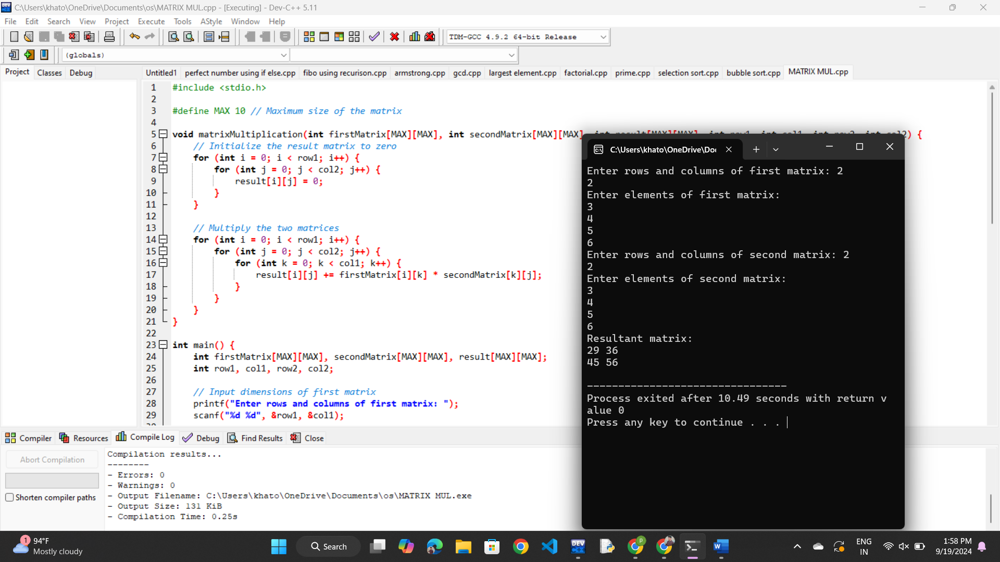 C:\Users\khato\OneDrive\Documents\os\MATRIX MUL.cpp - [Executing] - Dev-C++ 5.11
File Edit Search View Project Execute Tools AStyle Window Help
TDM-GCC 4.9.2 64-bit Release
(globals)
Project Classes Debug
Untitled1 perfect number using if else.cpp fibo using recurison.cpp armstrong.cpp gcd.cpp largest element.cpp factorial.cpp prime.cpp selection sort.cpp bubble sort.cpp MATRIX MUL.cpp
1 #include <stdio.h>
2
3 #define MAX 10 // Maximum size of the matrix
4
5 void matrixMultiplication(int firstMatrix[MAX][MAX], int secondMatrix[MAX][MAX], int result[MAX][MAX], int row1, int col1, int row2, int col2) {
6 // Initialize the result matrix to zero
7 for (int i = 0; i < row1; i++) {
8 for (int j = 0; j < col2; j++) {
9 result[i][j] = 0;
10 }
11 }
12
13 // Multiply the two matrices
14 for (int i = 0; i < row1; i++) {
15 for (int j = 0; j < col2; j++) {
16 for (int k = 0; k < col1; k++) {
17 result[i][j] += firstMatrix[i][k] * secondMatrix[k][j];
18 }
19 }
20 }
21 }
22
23 int main() {
24 int firstMatrix[MAX][MAX], secondMatrix[MAX][MAX], result[MAX][MAX];
25 int row1, col1, row2, col2;
26
27 // Input dimensions of first matrix
28 printf("Enter rows and columns of first matrix: ");
29 scanf("%d %d", &row1, &col1);
C:\Users\khato\OneDrive\Do
Enter rows and columns of first matrix: 2
2
Enter elements of first matrix:
3
4
5
6
Enter rows and columns of second matrix: 2
2
Enter elements of second matrix:
3
4
5
6
Resultant matrix:
29 36
45 56
--------------------------------
Process exited after 10.49 seconds with return v
alue 0
Press any key to continue . . .
Compiler Resources Compile Log Debug Find Results Close
Abort Compilation
Shorten compiler paths
Compilation results...
--------
- Errors: 0
- Warnings: 0
- Output Filename: C:\Users\khato\OneDrive\Documents\os\MATRIX MUL.exe
- Output Size: 131 KiB
- Compilation Time: 0.25s
1
94°F
Mostly cloudy
Search
DEV
C++
P
W
ENG
IN
1:58 PM
9/19/2024